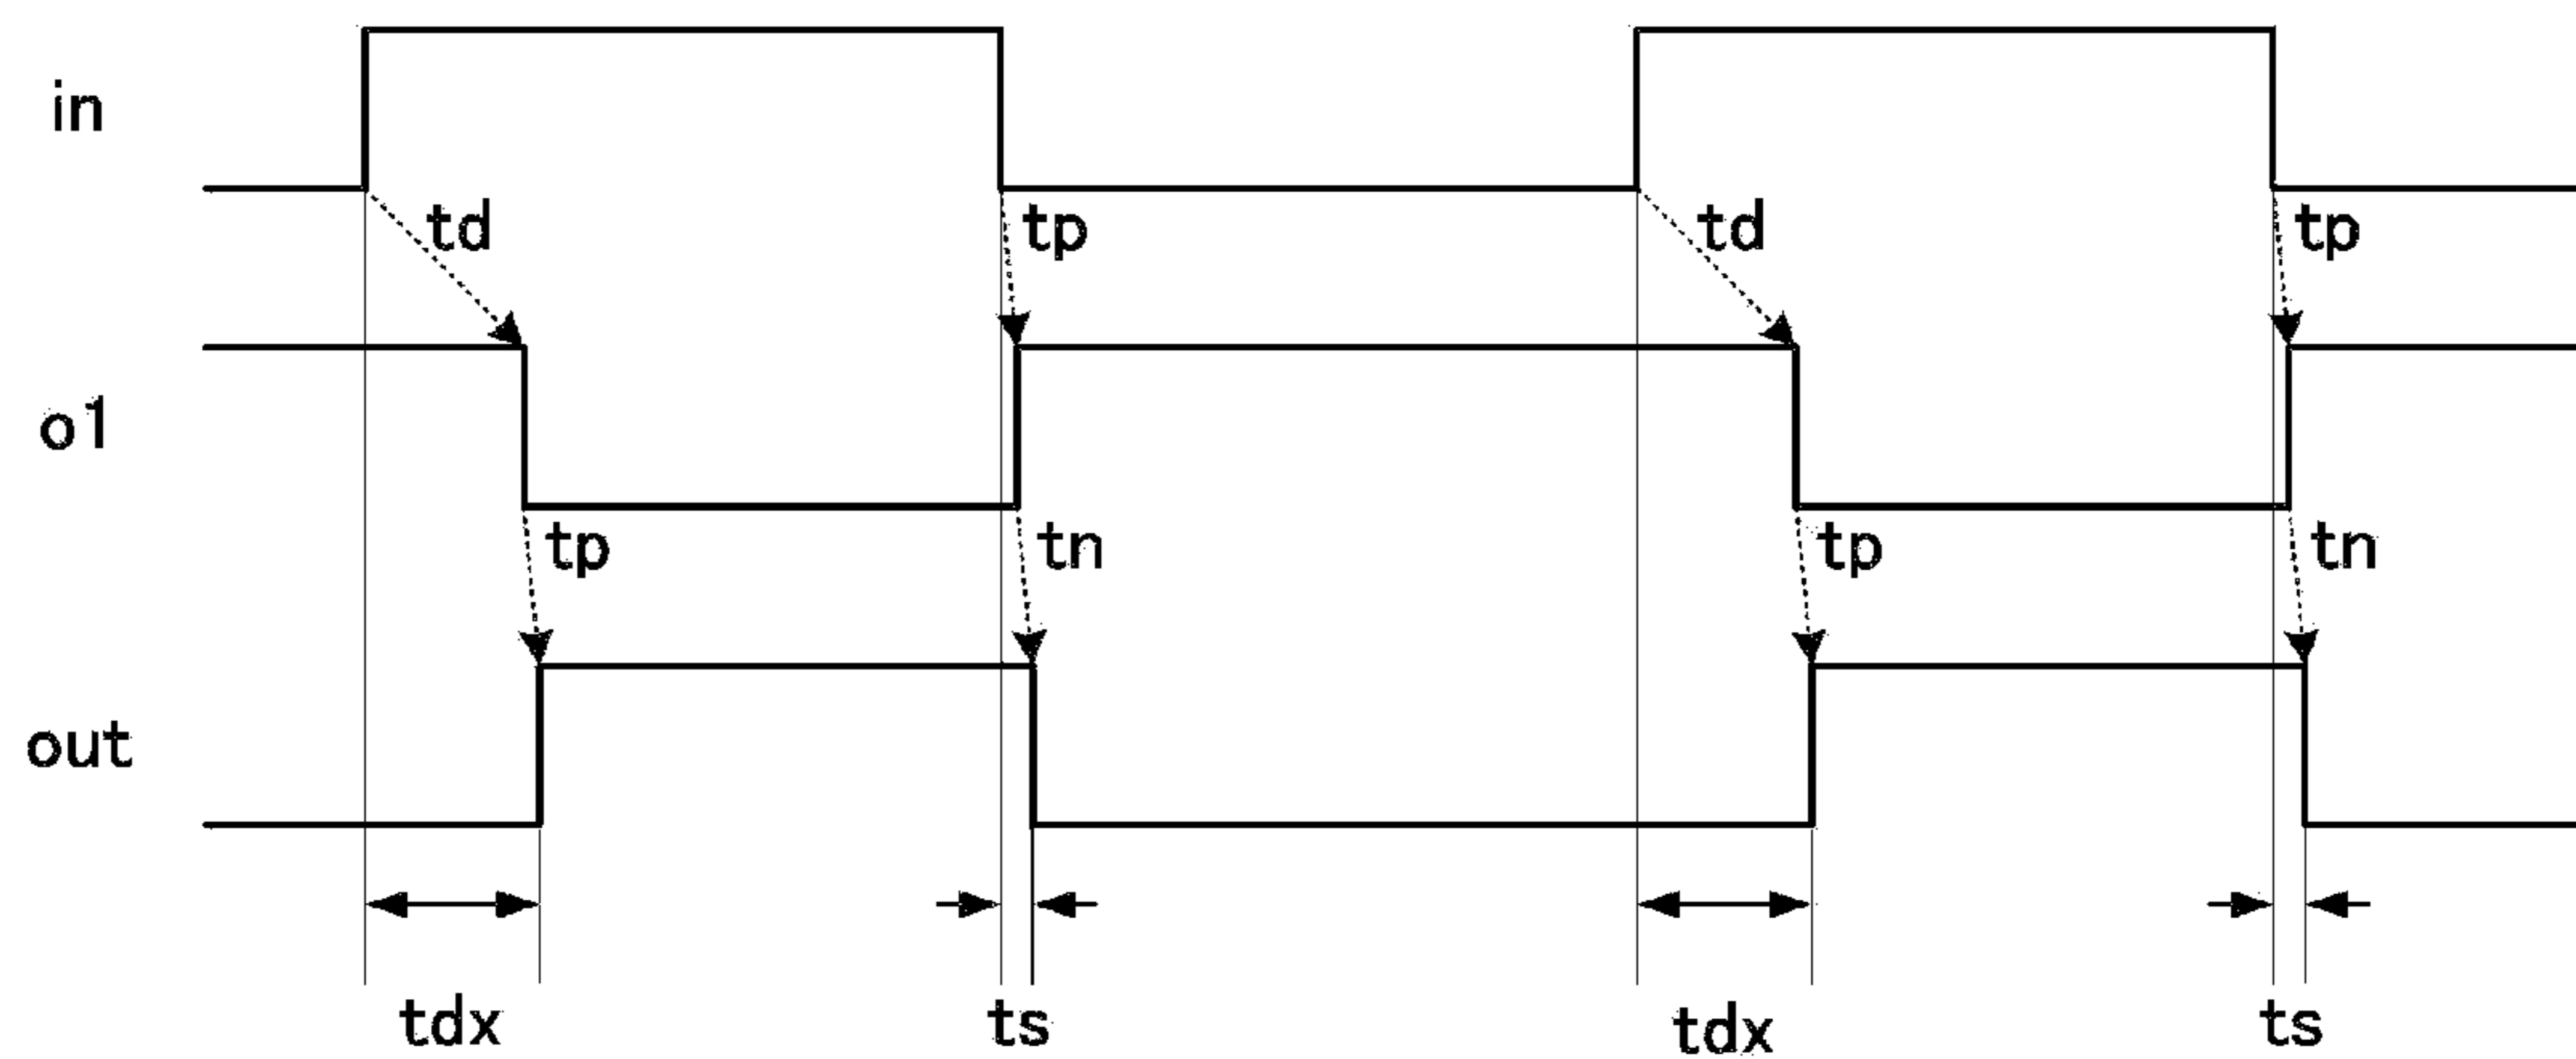 in
td tp td tp
o1
tp tn tp tn
out
tdx ts tdx ts